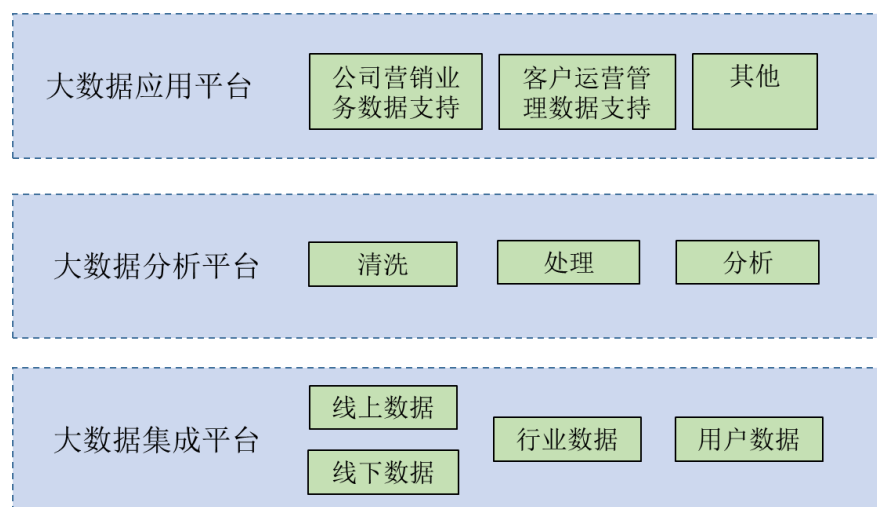 大数据应用平台
公司营销业
务数据支持
客户运营管
理数据支持
其他
大数据分析平台
清洗
处理
分析
大数据集成平台
线上数据
线下数据
行业数据
用户数据